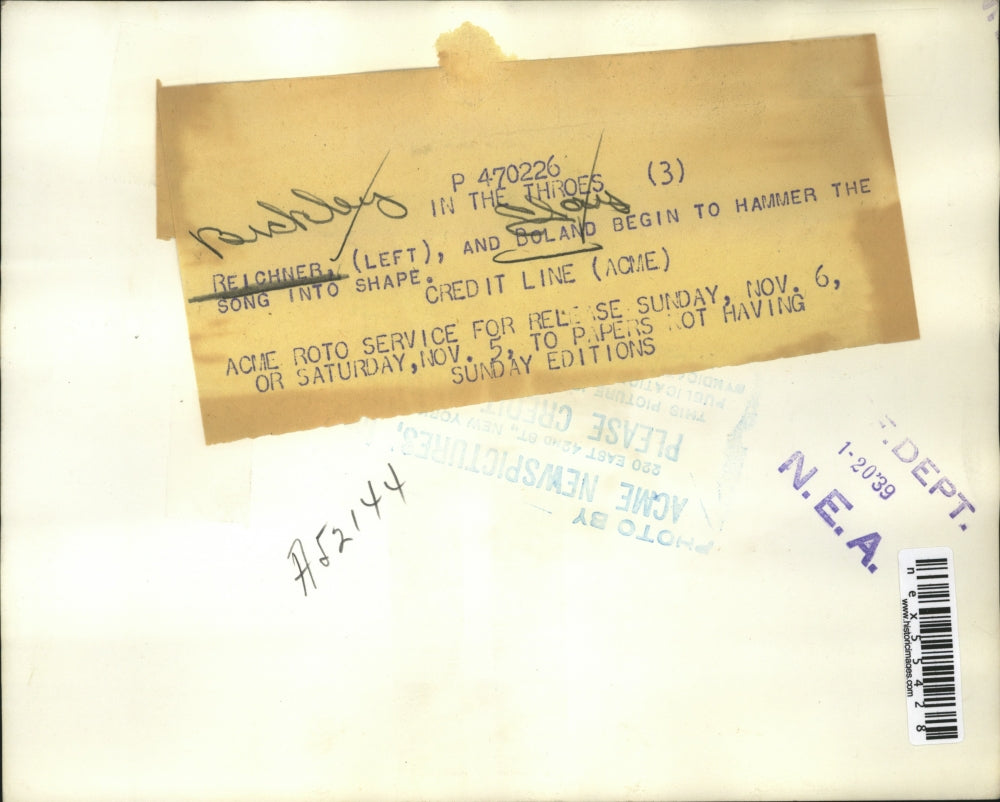 P 470226
IN THE THROES (3)
Bickley
REICHNER, (LEFT), AND BOLAND BEGIN TO HAMMER THE
SONG INTO SHAPE.
CREDIT LINE (ACME)
ACME ROTO SERVICE FOR RELEASE SUNDAY, NOV. 6,
OR SATURDAY, NOV. 5, TO PAPERS NOT HAVING
SUNDAY EDITIONS
PHOTO BY
ACME NEWSPICTURES,
220 EAST 42ND ST., NEW YORK
PLEASE CREDIT
THIS PICTURE
PUBLICATION
A52144
DEPT.
1-20 39
N.E.A.
nex55428
www.historicimages.com